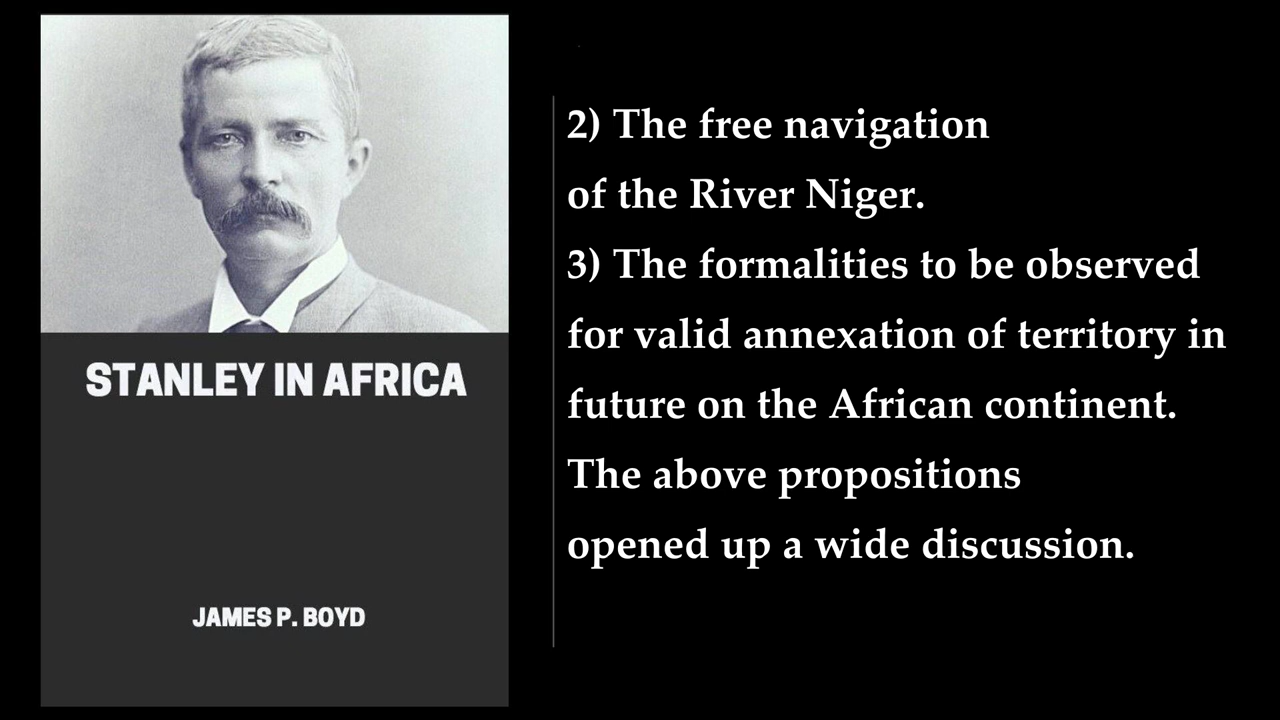 STANLEY IN AFRICA
JAMES P. BOYD
2) The free navigation
of the River Niger.
3) The formalities to be observed
for valid annexation of territory in
future on the African continent.
The above propositions
opened up a wide discussion.